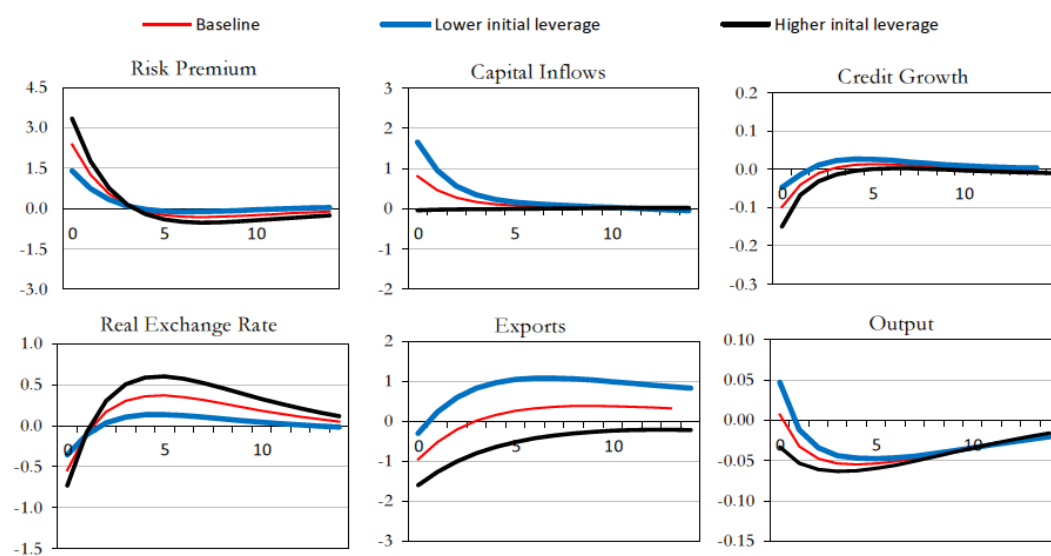 Baseline Lower initial leverage Higher inital leverage
Risk Premium
4.5
3.0
1.5
0.0
-1.5
-3.0
0 5 10
Capital Inflows
3
2
1
0
-1
-2
0 5 10
Credit Growth
0.2
0.1
0.0
-0.1
-0.2
-0.3
0 5 10
Real Exchange Rate
1.0
0.5
0.0
-0.5
-1.0
-1.5
0 5 10
Exports
2
1
0
-1
-2
-3
0 5 10
Output
0.10
0.05
0.00
-0.05
-0.10
-0.15
0 5 10